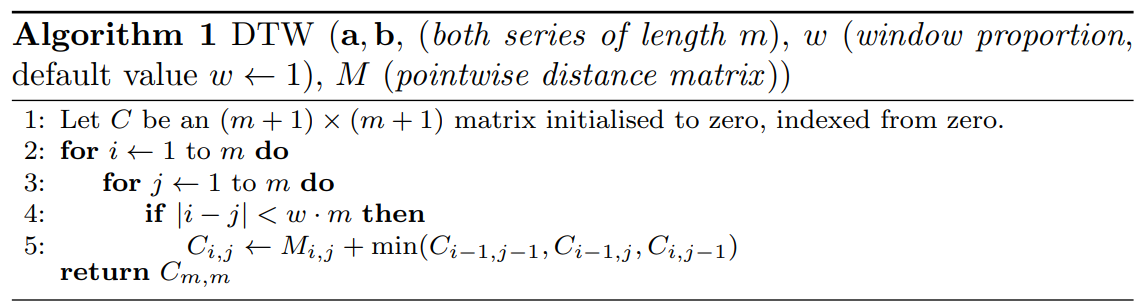 Algorithm 1 DTW (a, b, (both series of length m), w (window proportion,
default value w ← 1), M (pointwise distance matrix))
1: Let C be an (m + 1) × (m + 1) matrix initialised to zero, indexed from zero.
2: for i ← 1 to m do
3: for j ← 1 to m do
4: if |i − j| < w · m then
5: C_{i,j} ← M_{i,j} + min(C_{i−1,j−1}, C_{i−1,j}, C_{i,j−1})
return C_{m,m}